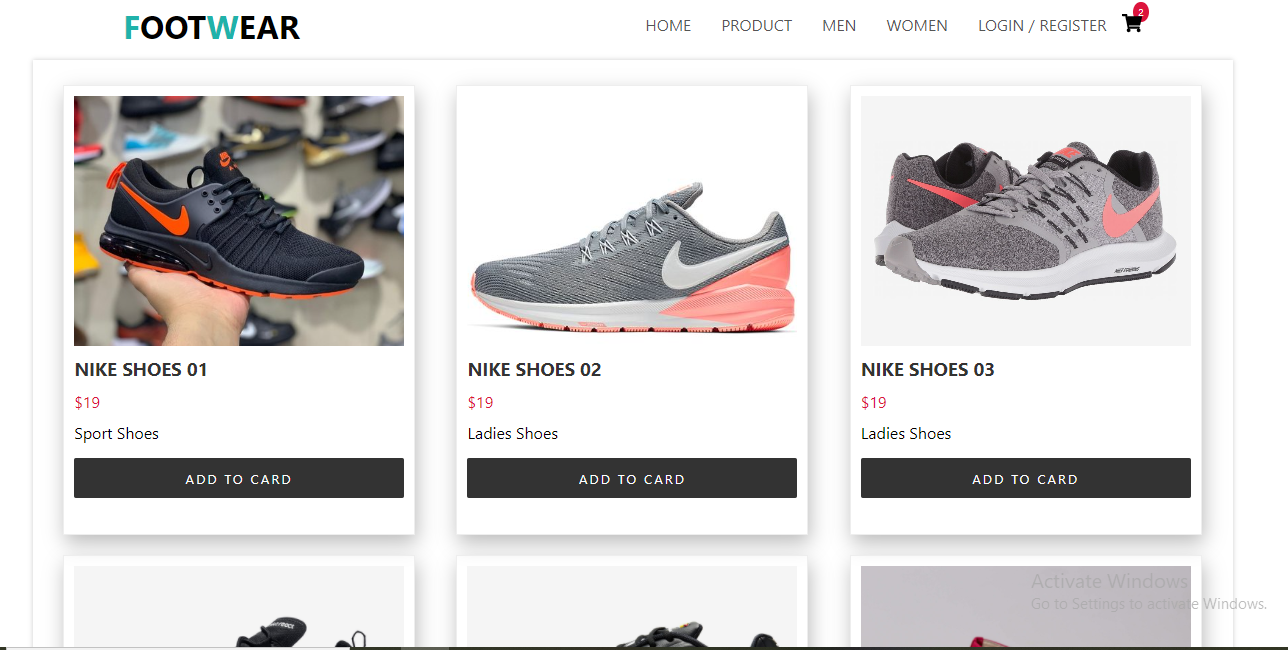 FOOTWEAR
HOME PRODUCT MEN WOMEN LOGIN / REGISTER 2
NIKE SHOES 01 NIKE SHOES 02 NIKE SHOES 03
$19 $19 $19
Sport Shoes Ladies Shoes Ladies Shoes
ADD TO CARD ADD TO CARD ADD TO CARD
Activate Windows
Go to Settings to activate Windows.